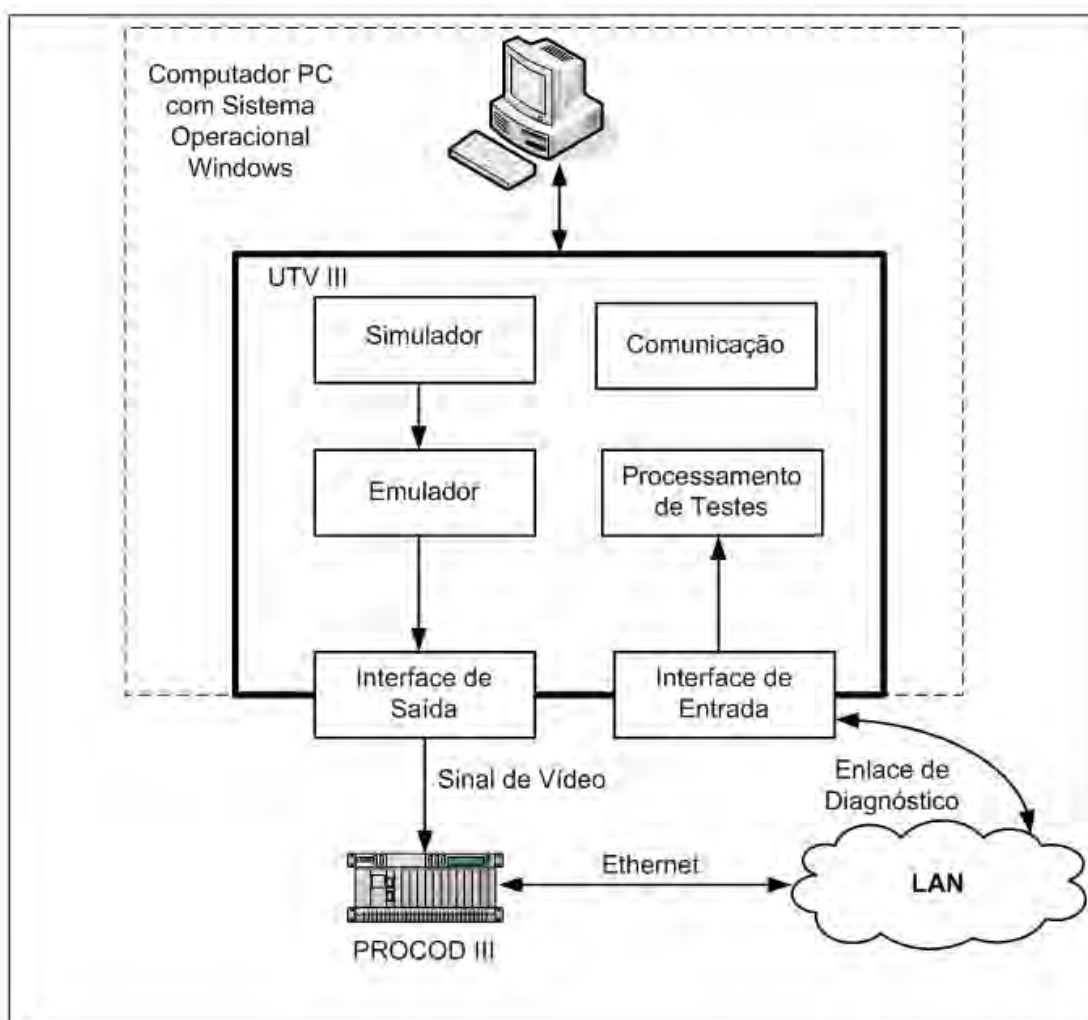 Computador PC
com Sistema
Operacional
Windows
UTV III
Simulador
Comunicação
Emulador
Processamento
de Testes
Interface de
Saída
Interface de
Entrada
Sinal de Vídeo
Enlace de
Diagnóstico
Ethernet
LAN
PROCOD III